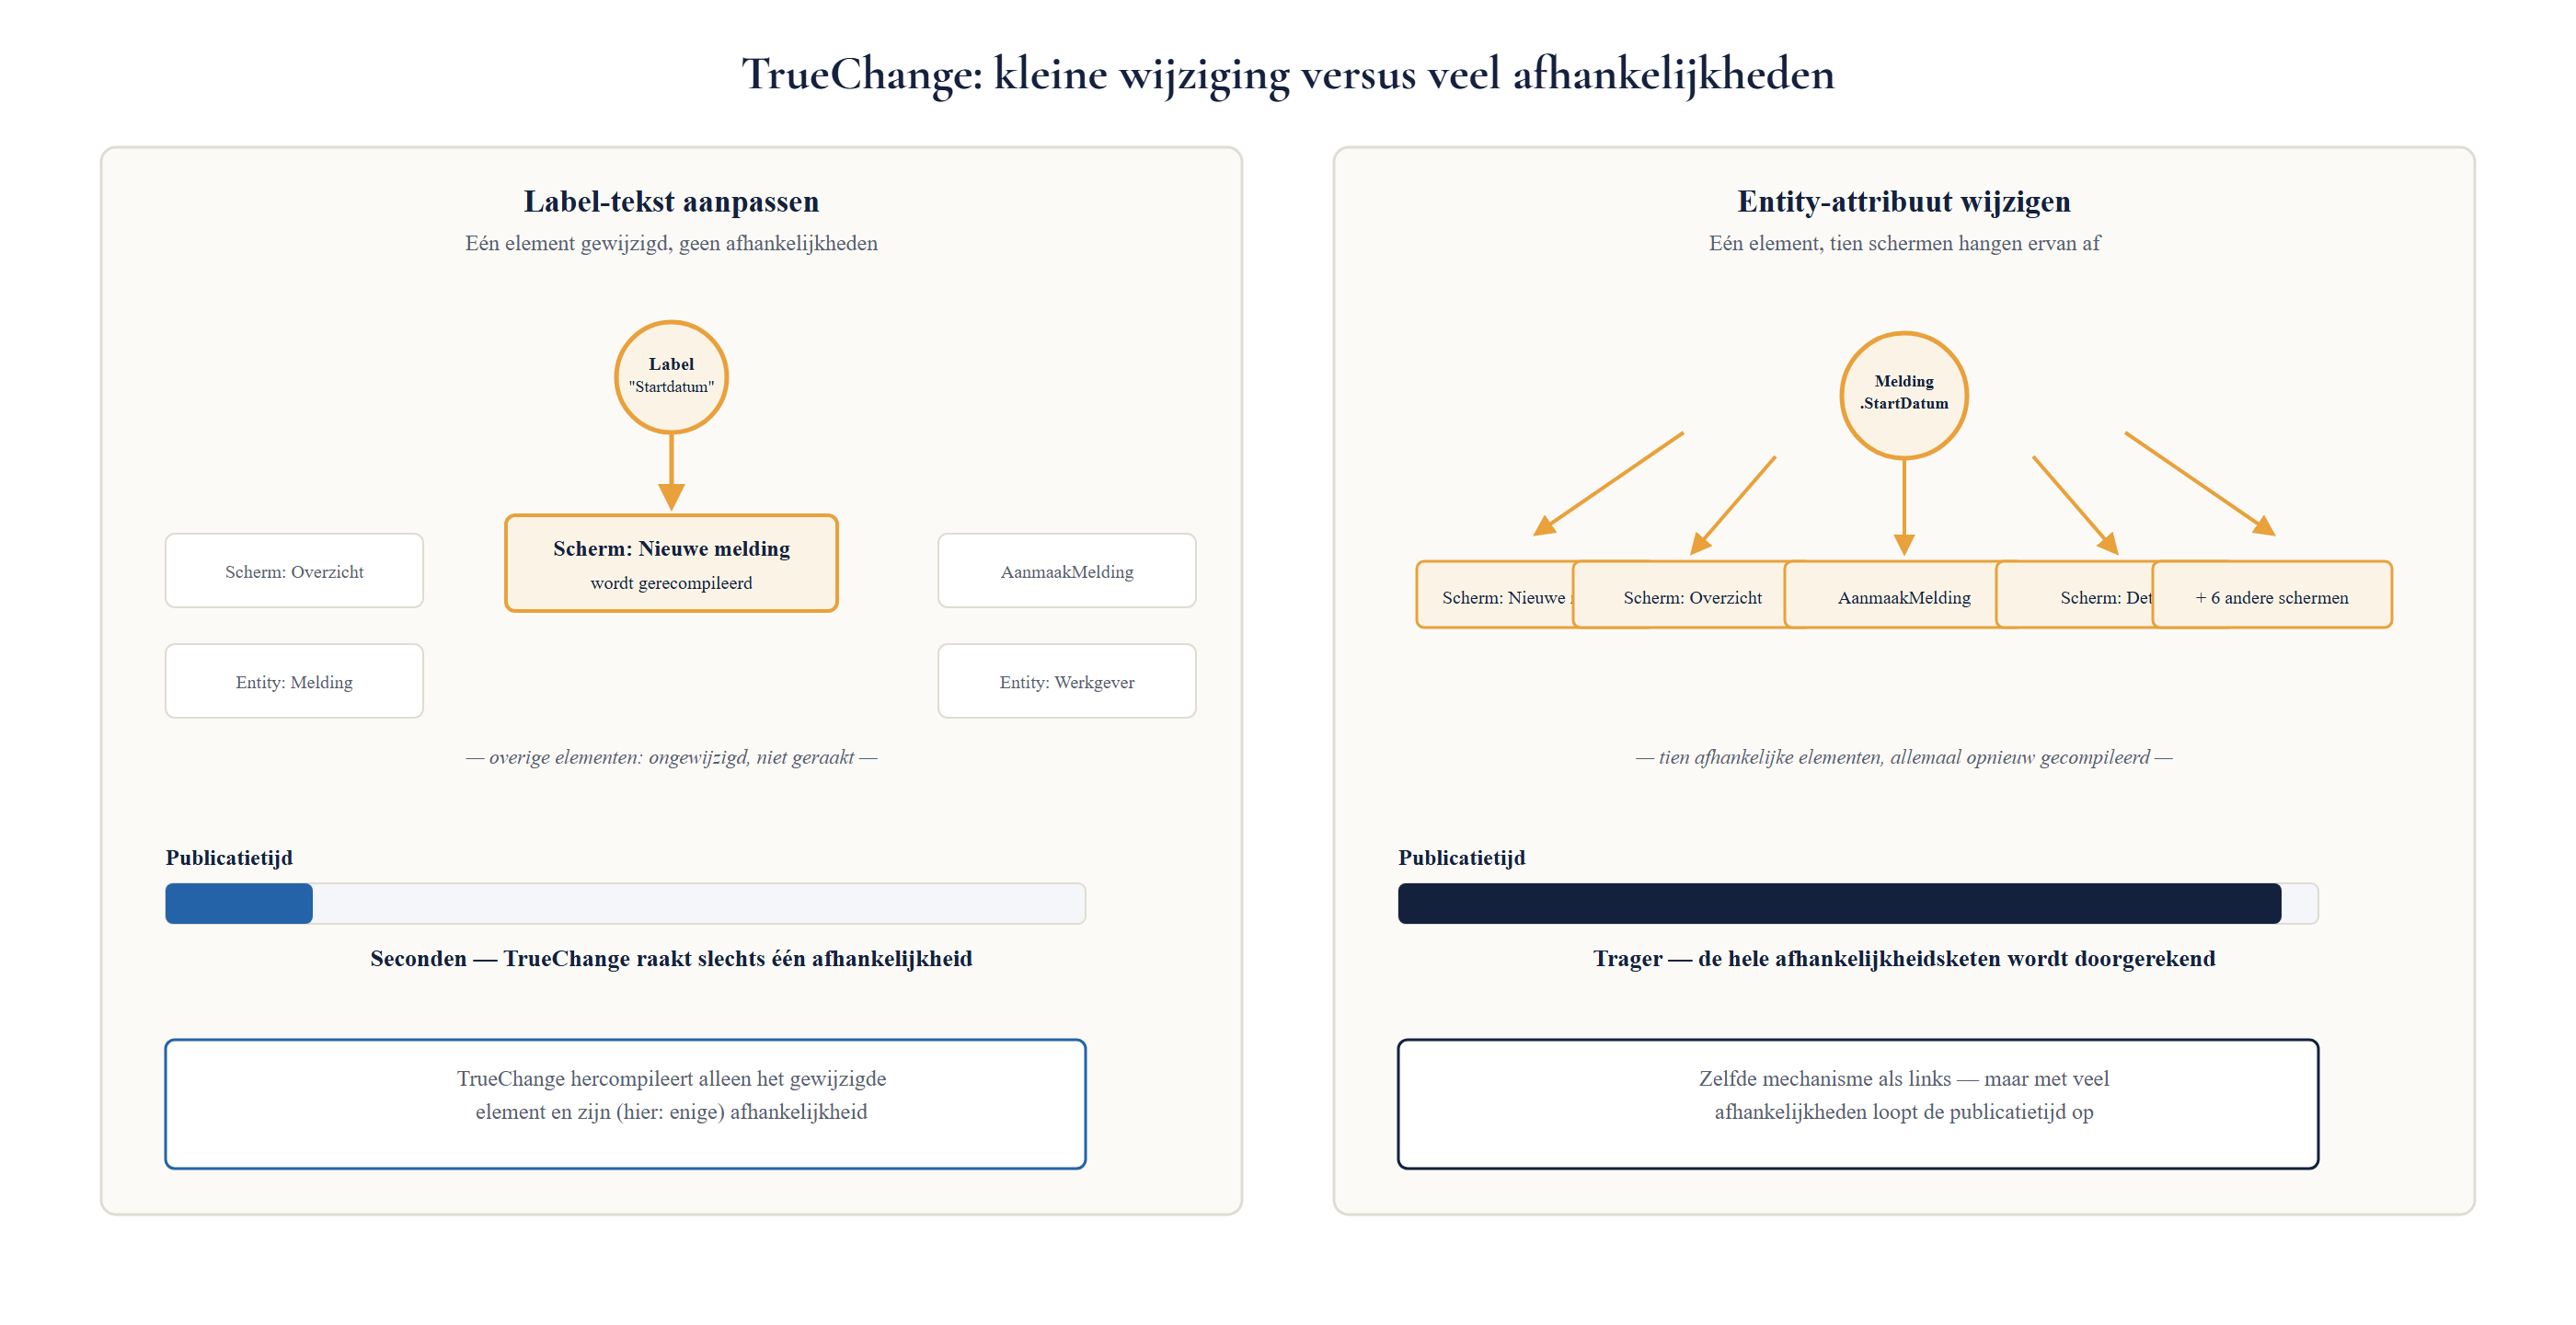 TrueChange: kleine wijziging versus veel afhankelijkheden
Label-tekst aanpassen
Eén element gewijzigd, geen afhankelijkheden
Label
"Startdatum"
Scherm: Nieuwe melding
wordt gerecompileerd
Scherm: Overzicht
AanmaakMelding
Entity: Melding
Entity: Werkgever
— overige elementen: ongewijzigd, niet geraakt —
Publicatietijd
Seconden — TrueChange raakt slechts één afhankelijkheid
TrueChange hercompileert alleen het gewijzigde
element en zijn (hier: enige) afhankelijkheid
Entity-attribuut wijzigen
Eén element, tien schermen hangen ervan af
Melding
.StartDatum
Scherm: Nieuwe
Scherm: Overzicht
AanmaakMelding
Scherm: Det
+ 6 andere schermen
— tien afhankelijke elementen, allemaal opnieuw gecompileerd —
Publicatietijd
Trager — de hele afhankelijkheidsketen wordt doorgerekend
Zelfde mechanisme als links — maar met veel
afhankelijkheden loopt de publicatietijd op